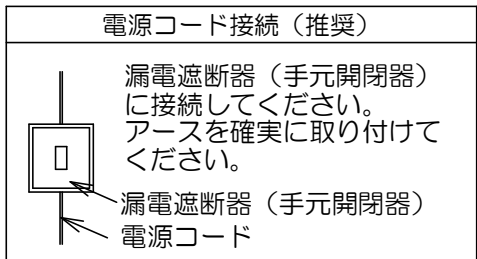 電源コード接続（推奨）
漏電遮断器（手元開閉器）
に接続してください。
アースを確実に取り付けて
ください。
漏電遮断器（手元開閉器）
電源コード